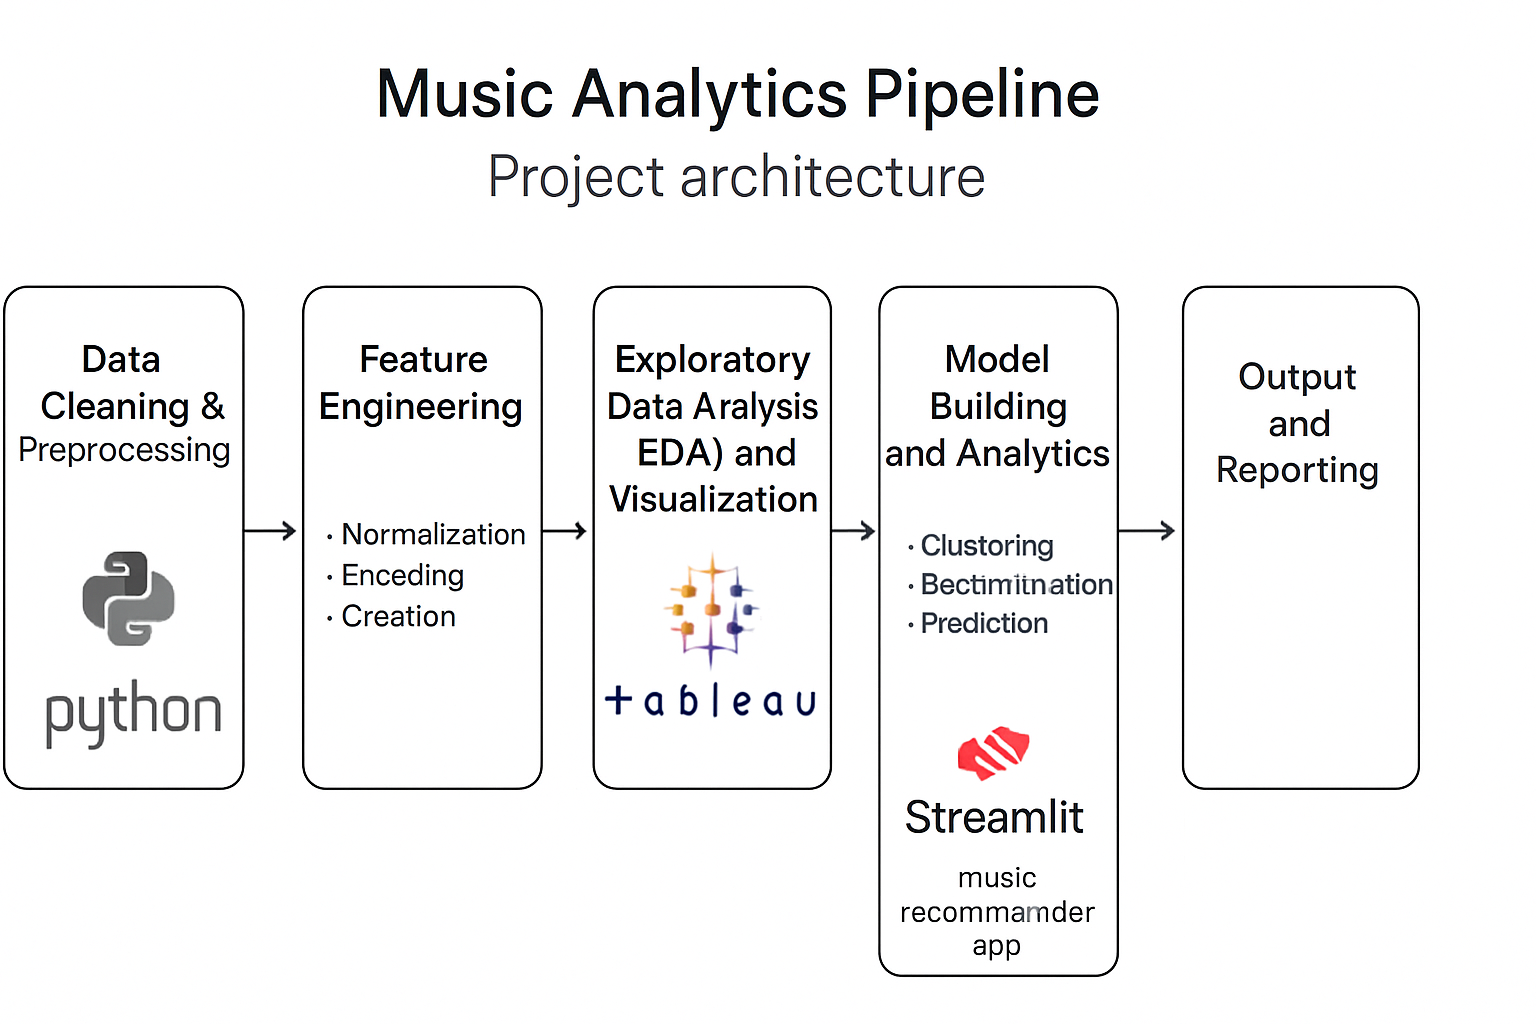 Music Analytics Pipeline
Project architecture
Data
Cleaning &
Preprocessing
python
Feature
Engineering
· Normalization
· Enceding
· Creation
Exploratory
Data Aralysis
EDA) and
Visualization
+ableau
Model
Building
and Analytics
· Clustoring
· Bectimitnation
· Prediction
Streamlit
music
recommamder
app
Output
and
Reporting